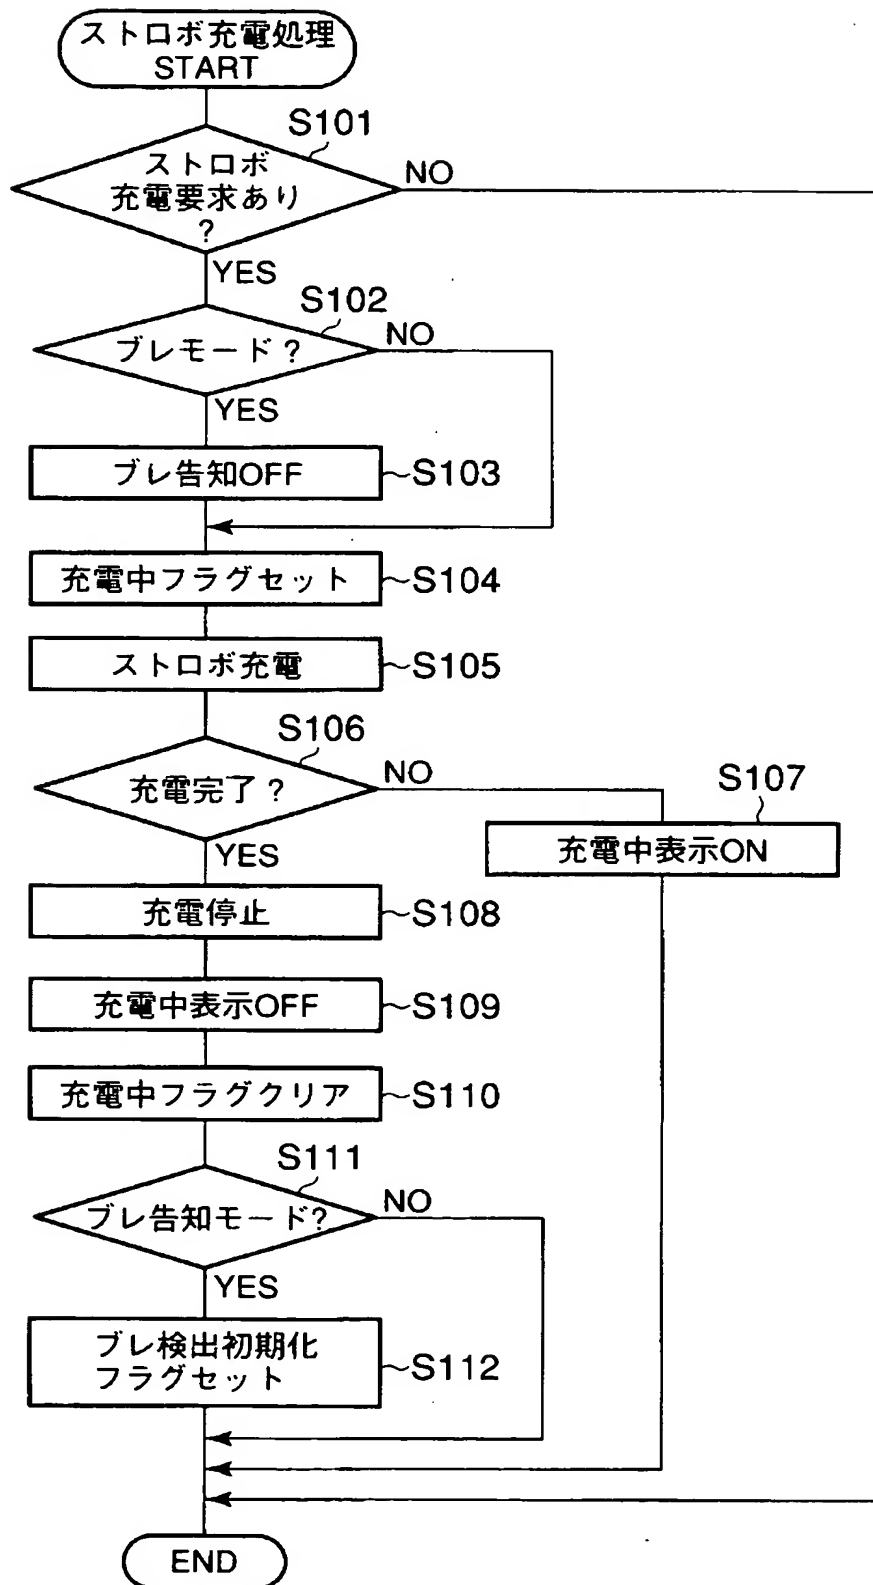 ストロボ充電処理
START
S101
ストロボ
充電要求あり
?
NO
YES
S102
ブレモード?
NO
YES
ブレ告知OFF
S103
充電中フラグセット
S104
ストロボ充電
S105
S106
充電完了?
NO
YES
S107
充電中表示ON
充電停止
S108
充電中表示OFF
S109
充電中フラグクリア
S110
S111
ブレ告知モード?
NO
YES
ブレ検出初期化
フラグセット
S112
END